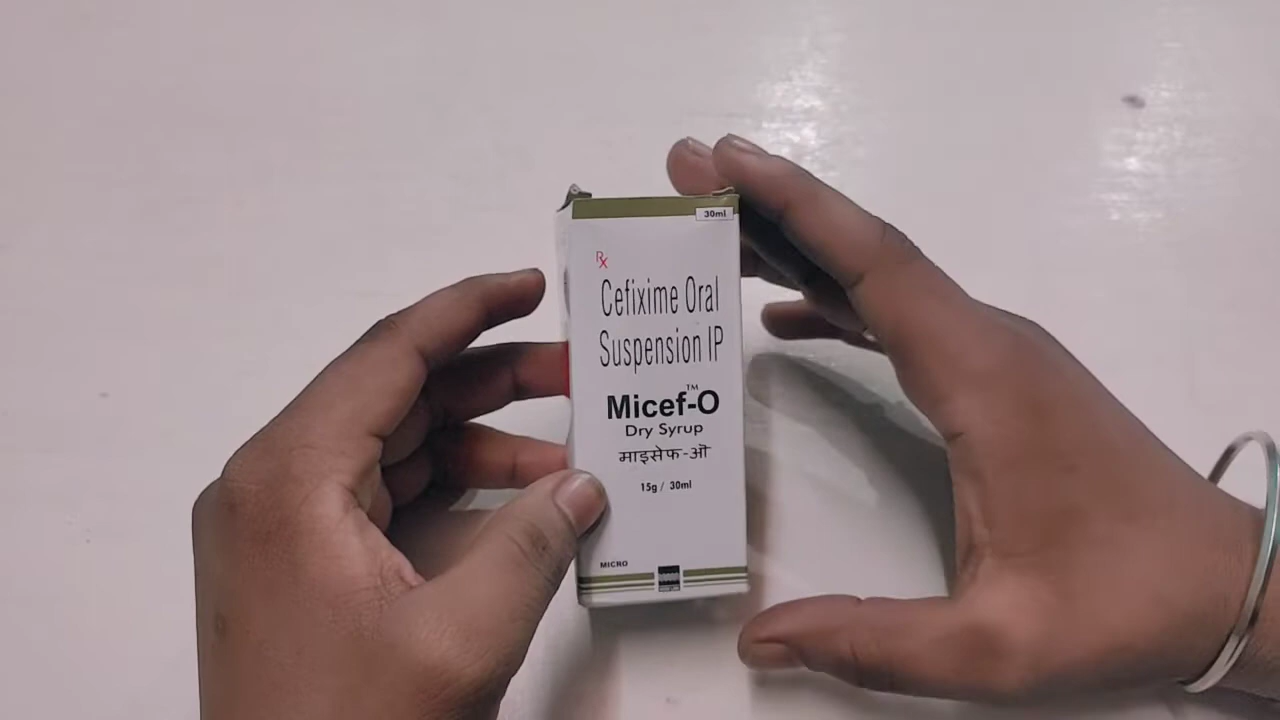 30ml
Rx
Cefixime Oral
Suspension IP
Micef-O™
Dry Syrup
माइसेफ-ओ
15g / 30ml
MICRO